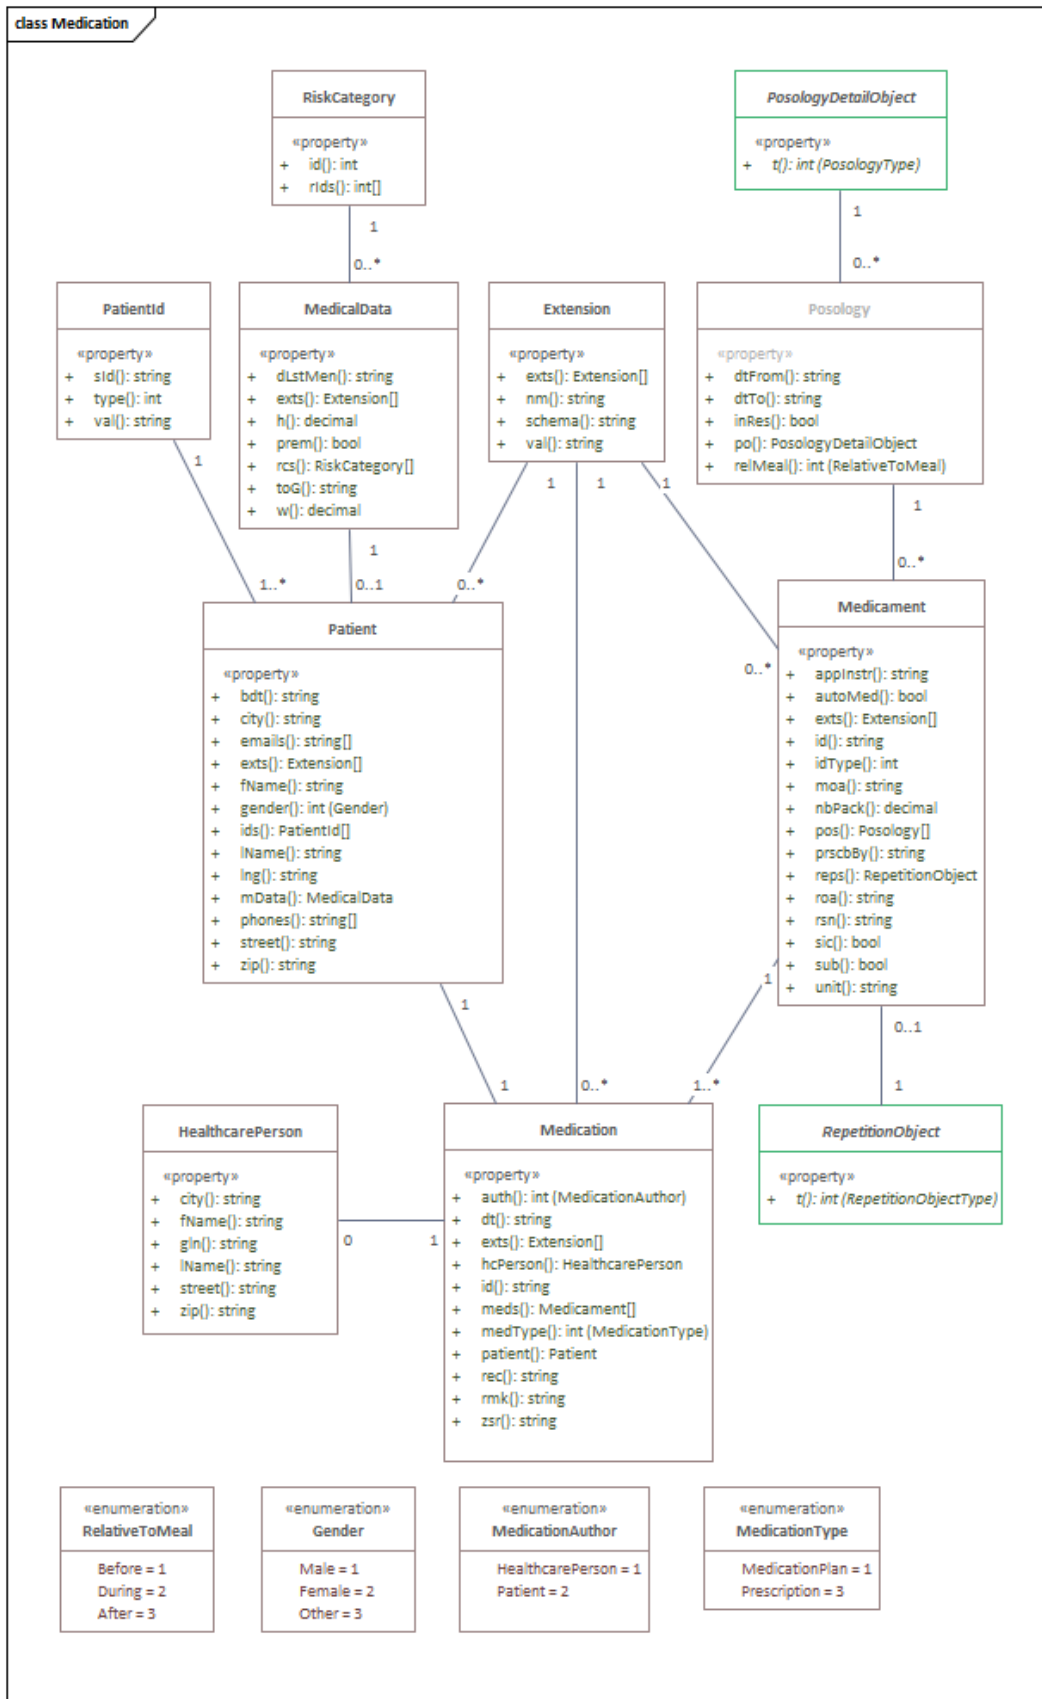 class Medication
RiskCategory
«property»
+ id(): int
+ rIds: int[]
1
0..*
PosologyDetailObject
«property»
+ t(): int (PosologyType)
1
0..*
PatientId
«property»
+ sId(): string
+ type(): int
+ val(): string
1
1..*
MedicalData
«property»
+ dLstMen(): string
+ exts(): Extension[]
+ h(): decimal
+ prem(): bool
+ rcs(): RiskCategory[]
+ toG(): string
+ w(): decimal
1
0..1
Extension
«property»
+ exts(): Extension[]
+ nm(): string
+ schema(): string
+ val(): string
1
1
1
0..*
0..*
0..*
Posology
«property»
+ dtFrom(): string
+ dtTo(): string
+ inRes(): bool
+ po(): PosologyDetailObject
+ relMeal(): int (RelativeToMeal)
1
0..*
Patient
«property»
+ bdt(): string
+ city(): string
+ emails(): string[]
+ exts(): Extension[]
+ fName(): string
+ gender(): int (Gender)
+ ids(): PatientId[]
+ lName(): string
+ lng(): string
+ mData(): MedicalData
+ phones(): string[]
+ street(): string
+ zip(): string
1
1
Medicament
«property»
+ appInstr(): string
+ autoMed(): bool
+ exts(): Extension[]
+ id(): string
+ idType(): int
+ moa(): string
+ nbPack(): decimal
+ pos(): Posology[]
+ prscbBy(): string
+ reps(): RepetitionObject
+ roa(): string
+ rsn(): string
+ sic(): bool
+ sub(): bool
+ unit(): string
1
1..*
0..1
1
HealthcarePerson
«property»
+ city(): string
+ fName(): string
+ gln(): string
+ lName(): string
+ street(): string
+ zip(): string
0
1
Medication
«property»
+ auth(): int (MedicationAuthor)
+ dt(): string
+ exts(): Extension[]
+ hcPerson(): HealthcarePerson
+ id(): string
+ meds(): Medicament[]
+ medType(): int (MedicationType)
+ patient(): Patient
+ rec(): string
+ rmk(): string
+ zsr(): string
RepetitionObject
«property»
+ t(): int (RepetitionObjectType)
«enumeration»
RelativeToMeal
Before = 1
During = 2
After = 3
«enumeration»
Gender
Male = 1
Female = 2
Other = 3
«enumeration»
MedicationAuthor
HealthcarePerson = 1
Patient = 2
«enumeration»
MedicationType
MedicationPlan = 1
Prescription = 3